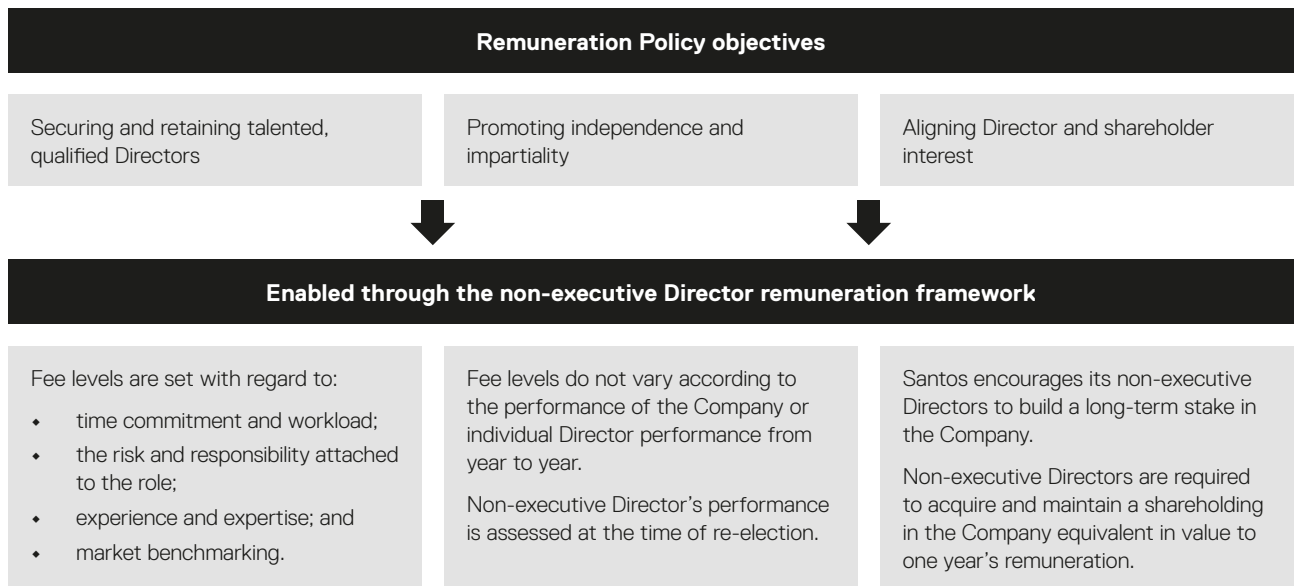 Remuneration Policy objectives
Securing and retaining talented,
qualified Directors
Promoting independence and
impartiality
Aligning Director and shareholder
interest
Enabled through the non-executive Director remuneration framework
Fee levels are set with regard to:
◆ time commitment and workload;
◆ the risk and responsibility attached
to the role;
◆ experience and expertise; and
◆ market benchmarking.
Fee levels do not vary according to
the performance of the Company or
individual Director performance from
year to year.
Non-executive Director’s performance
is assessed at the time of re-election.
Santos encourages its non-executive
Directors to build a long-term stake in
the Company.
Non-executive Directors are required
to acquire and maintain a shareholding
in the Company equivalent in value to
one year’s remuneration.